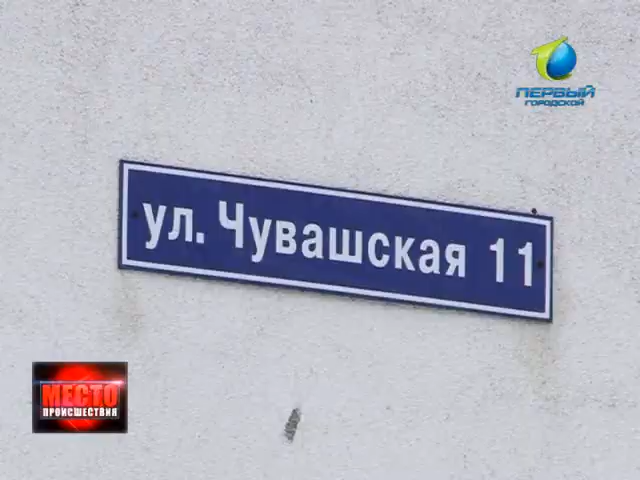 ПЕРВЫЙ
ГОРОДСКОЙ
ул. Чувашская 11
МЕСТО
ПРОИСШЕСТВИЯ